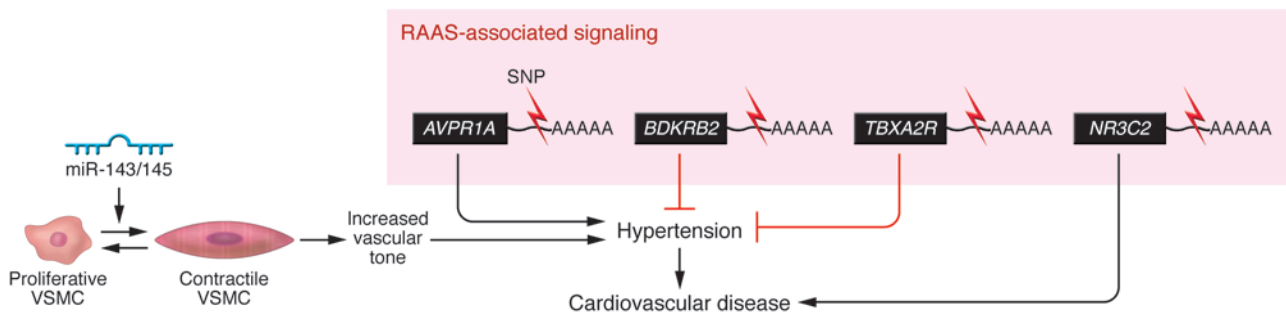 RAAS-associated signaling
SNP
AVPR1A AAAAA BDKRB2 AAAAA TBXA2R AAAAA NR3C2 AAAAA
miR-143/145
Increased
vascular
tone
Hypertension
Proliferative
VSMC
Contractile
VSMC
Cardiovascular disease